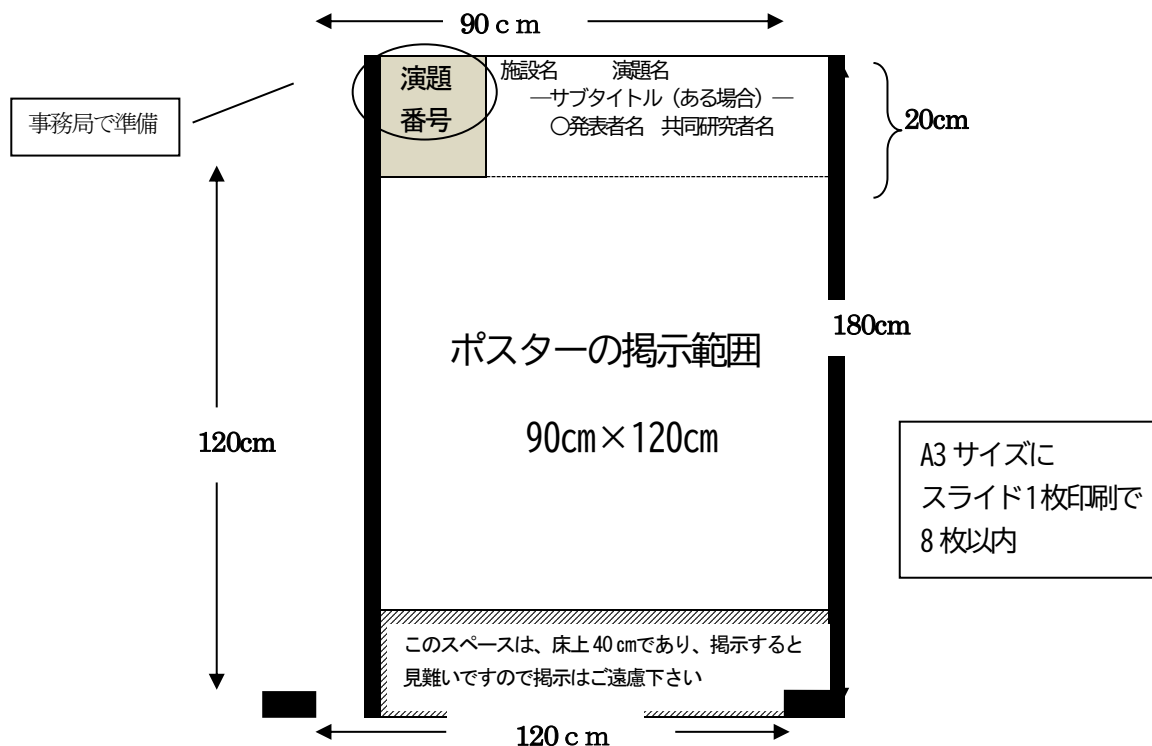 90ｃｍ
演題
番号
施設名　演題名
―サブタイトル（ある場合）―
○発表者名　共同研究者名
20cm
事務局で準備
ポスターの掲示範囲
180cm
90cm×120cm
120cm
A3 サイズに
スライド1枚印刷で
8 枚以内
このスペースは、床上 40 ㎝であり、掲示すると
見難いですので掲示はご遠慮下さい
120ｃｍ